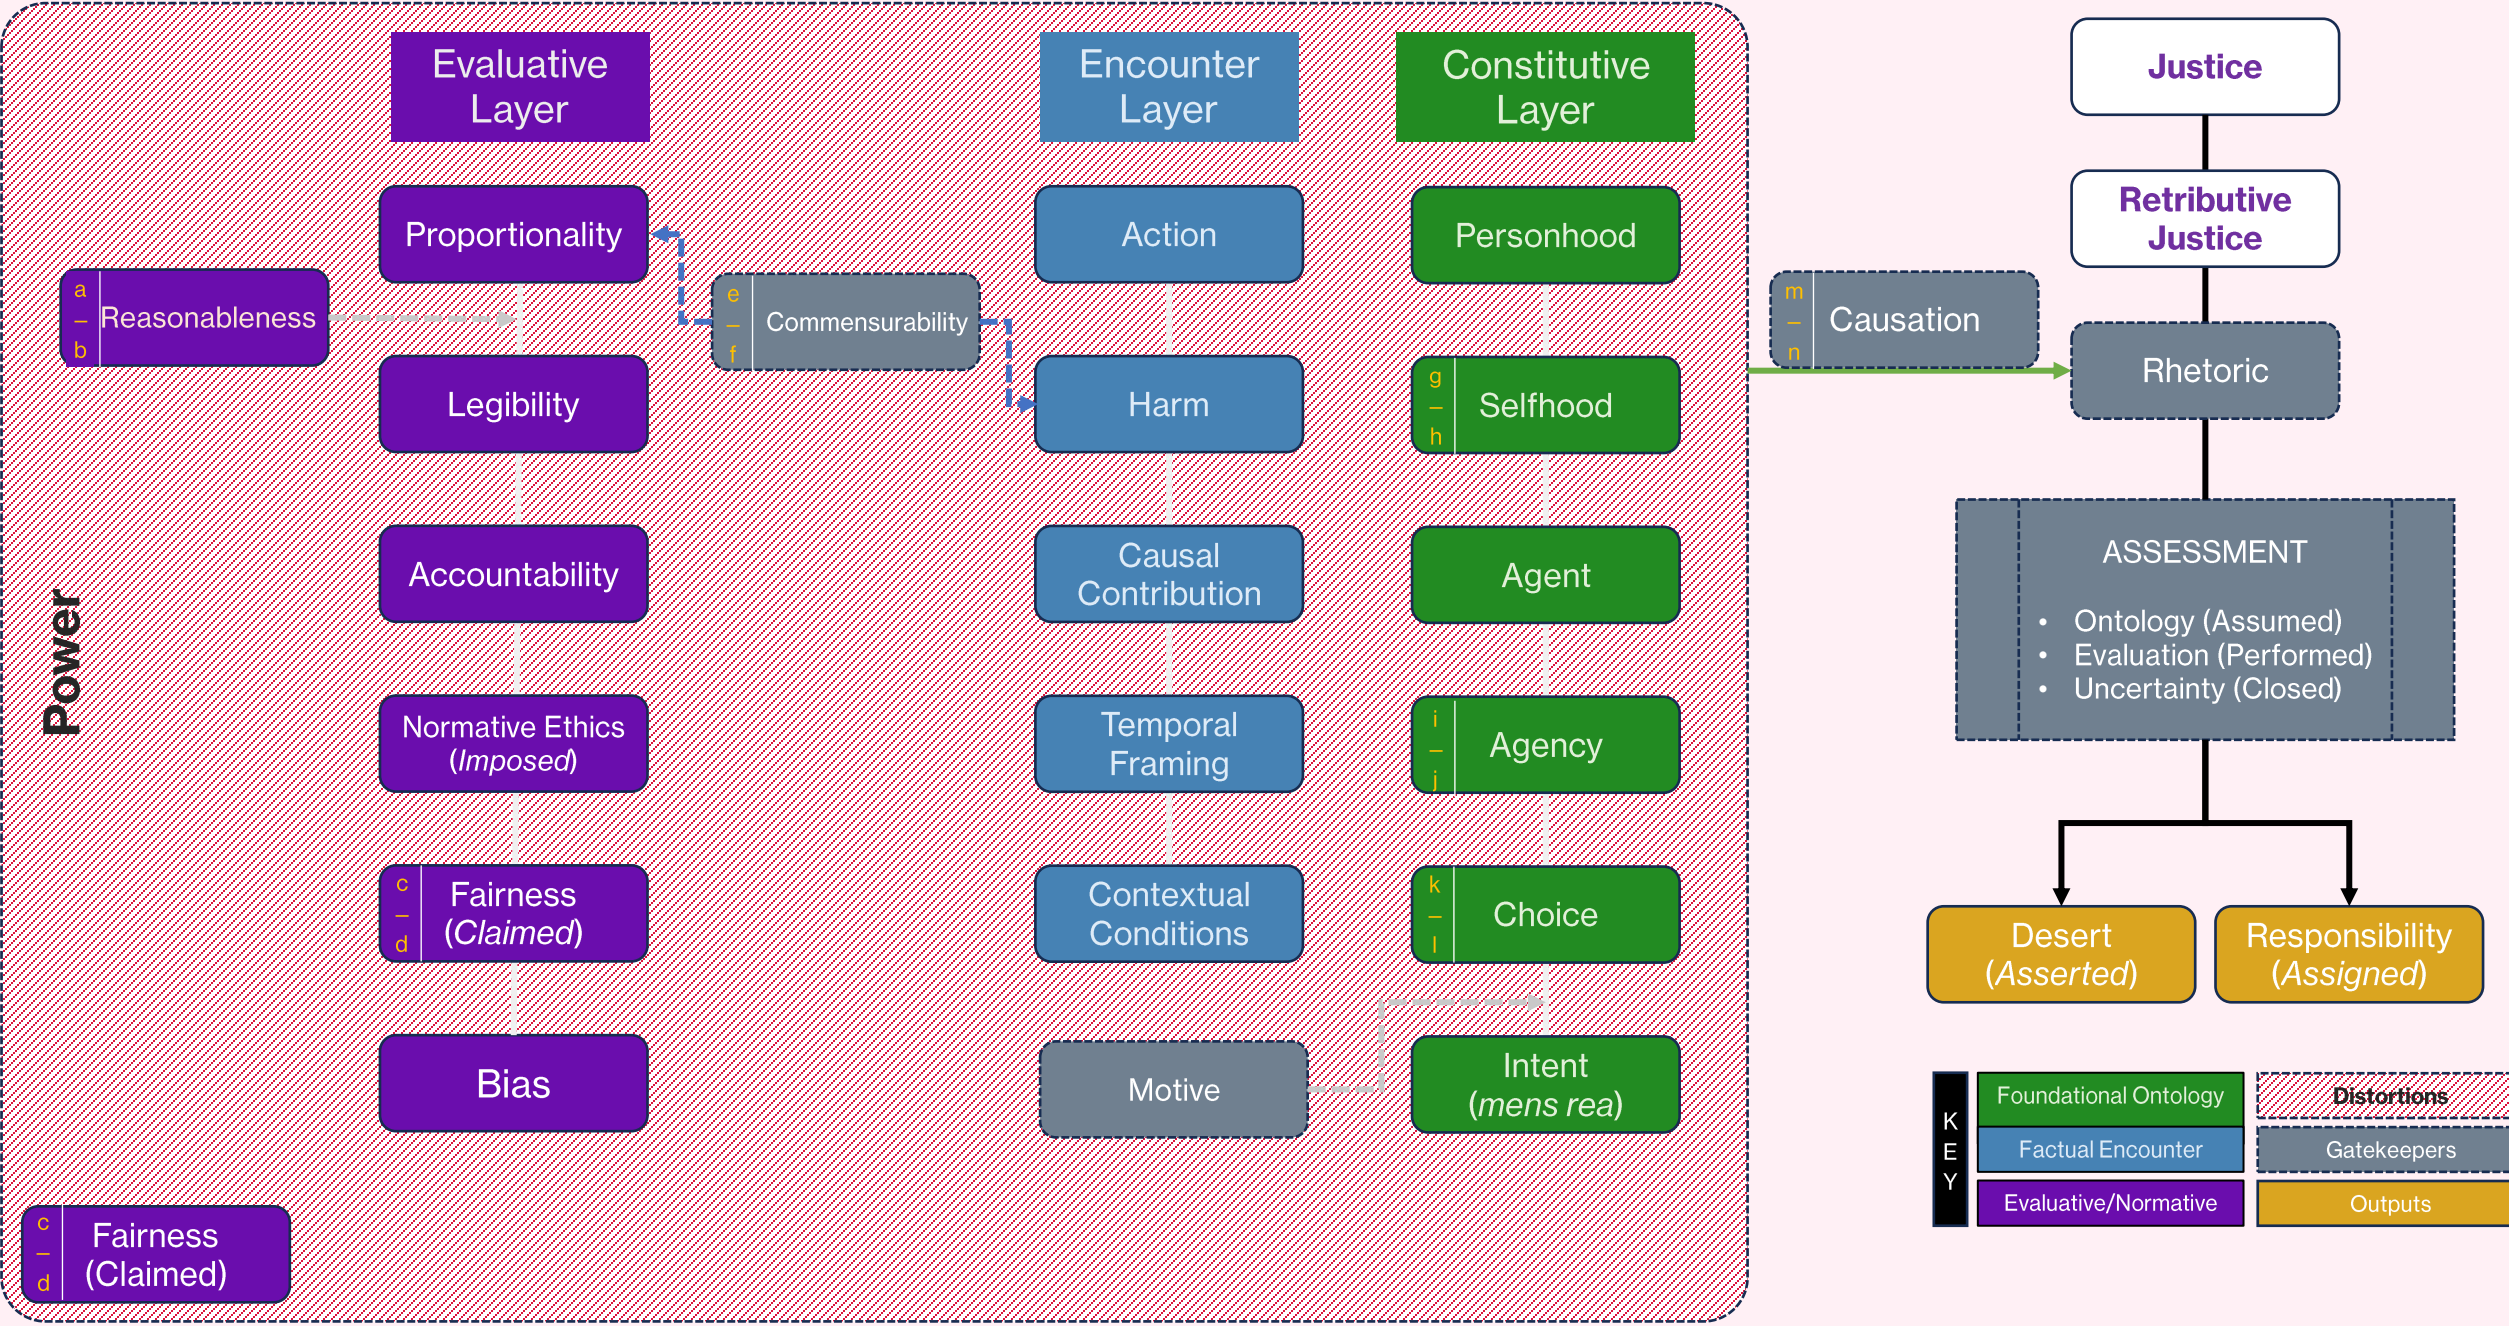 Evaluative
Layer
Encounter
Layer
Constitutive
Layer
Justice
Retributive
Justice
Proportionality
Action
Personhood
a
–
b
Reasonableness
e
–
f
Commensurability
m
–
n
Causation
Rhetoric
Legibility
Harm
g
–
h
Selfhood
Accountability
Causal
Contribution
Agent
ASSESSMENT
• Ontology (Assumed)
• Evaluation (Performed)
• Uncertainty (Closed)
Power
Normative Ethics
(Imposed)
Temporal
Framing
i
–
j
Agency
c
–
d
Fairness
(Claimed)
Contextual
Conditions
k
–
l
Choice
Desert
(Asserted)
Responsibility
(Assigned)
Bias
Motive
Intent
(mens rea)
K
E
Y
Foundational Ontology
Distortions
Factual Encounter
Gatekeepers
Evaluative/Normative
Outputs
c
–
d
Fairness
(Claimed)